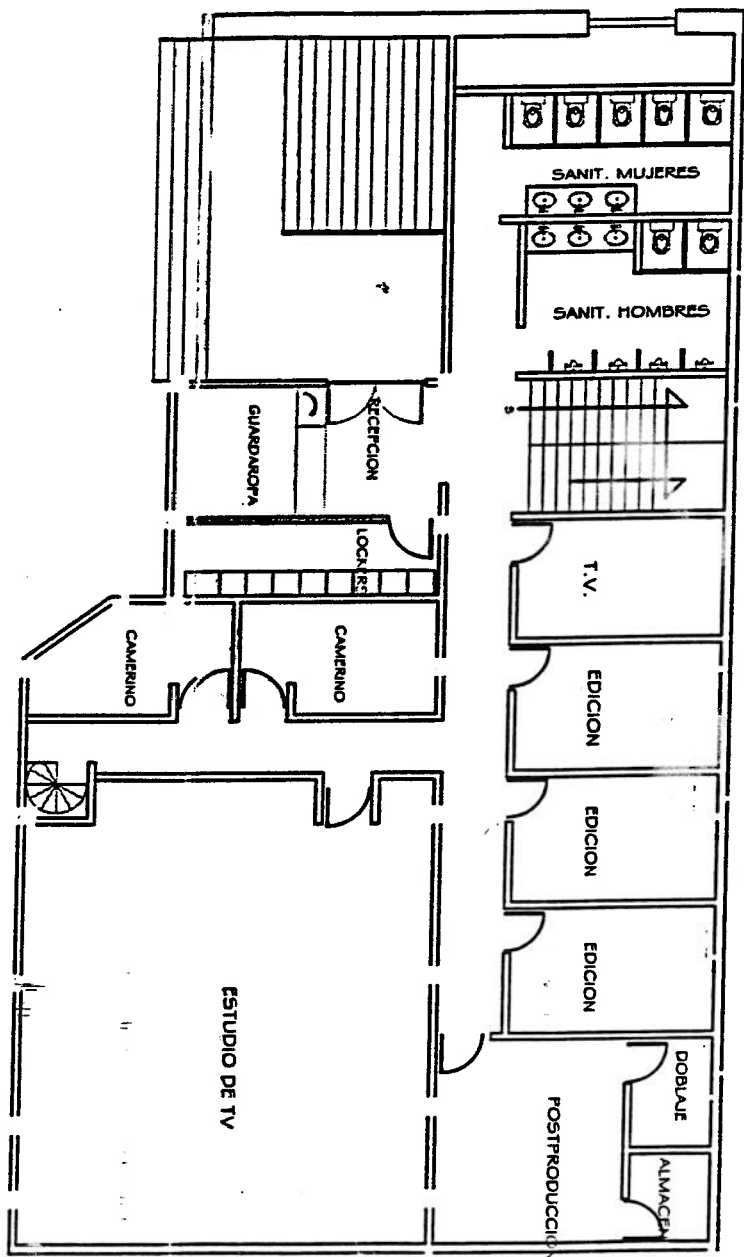 SANIT. MUJERES
SANIT. HOMBRES
RECEPCION
GUARDAROPA
LOCKERS
T.V.
CAMERINO
CAMERINO
EDICION
EDICION
EDICION
ESTUDIO DE TV
DOBLAJE
POSTPRODUCCION
ALMACEN